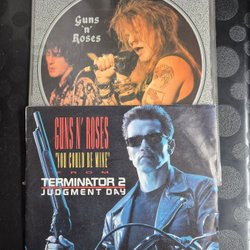 Guns
n'
Roses
GUNS N' ROSES
"YOU COULD BE MINE"
FROM
TERMINATOR 2
JUDGMENT DAY